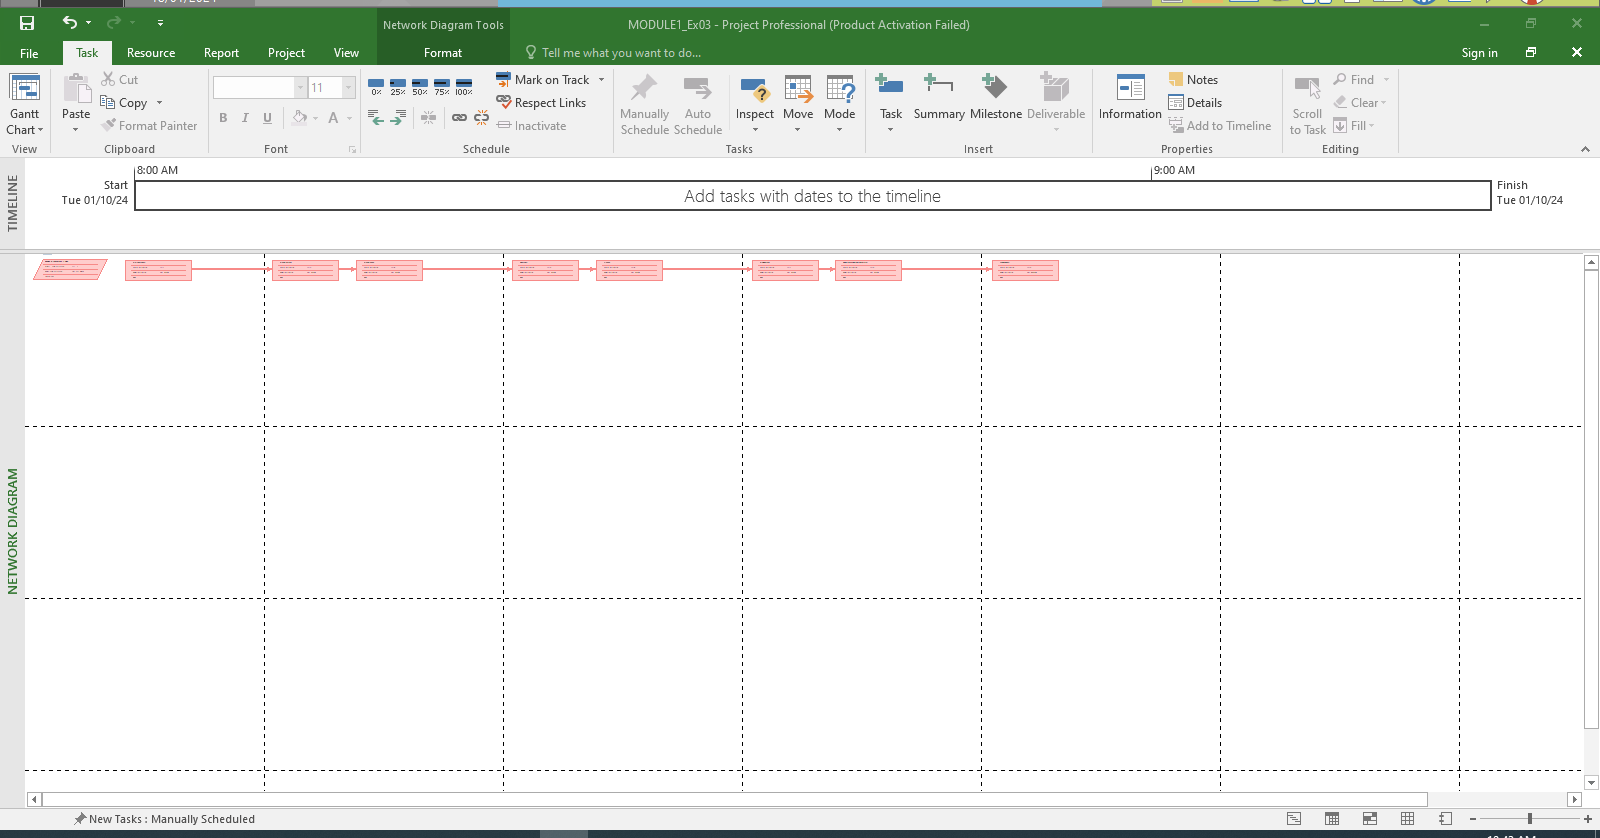 Network Diagram Tools
MODULE1_Ex03 - Project Professional (Product Activation Failed)
File
Task
Resource
Report
Project
View
Format
Tell me what you want to do...
Sign in
Gantt
Chart
View
Paste
Cut
Copy
Format Painter
Clipboard
11
B I U
A
Font
0% 25% 50% 75% 100%
Mark on Track
Respect Links
Inactivate
Schedule
Manually
Schedule
Auto
Schedule
Inspect
Move
Mode
Tasks
Task
Summary
Milestone
Deliverable
Insert
Information
Notes
Details
Add to Timeline
Properties
Scroll
to Task
Find
Clear
Fill
Editing
TIMELINE
8:00 AM
9:00 AM
Start
Tue 01/10/24
Add tasks with dates to the timeline
Finish
Tue 01/10/24
NETWORK DIAGRAM
New Tasks : Manually Scheduled